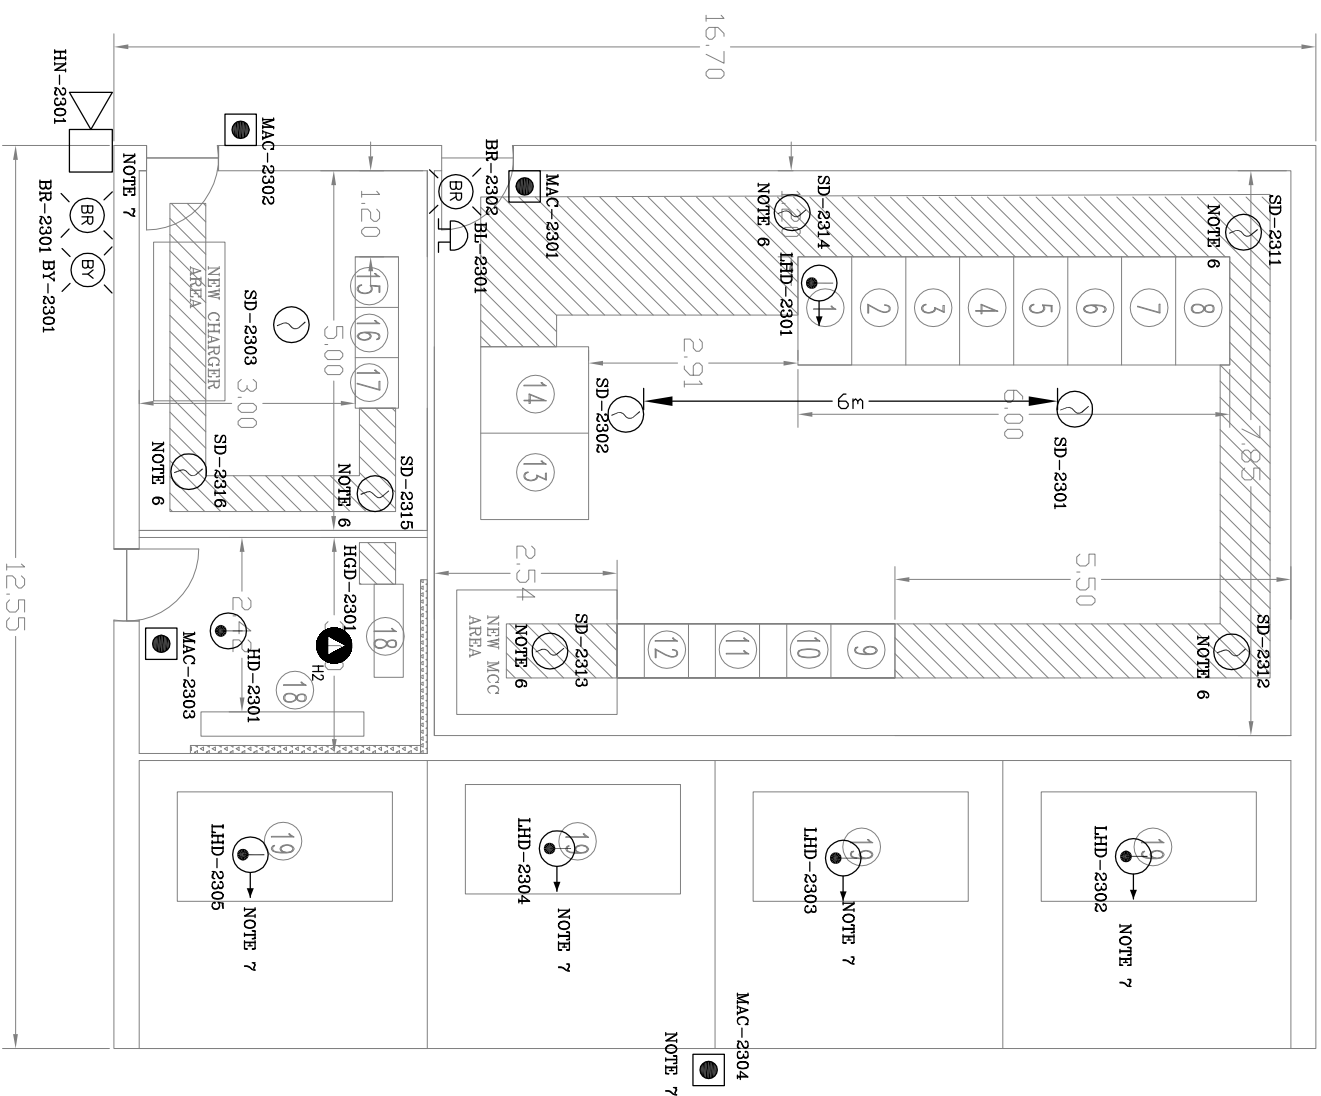 16,70
HN-2301
MAC-2302
NOTE 7
BR-2301
BR
BY-2301
BY
BR-2302
BR
MAC-2301
BL-2301
SD-2314
NOTE 6
SD-2311
NOTE 6
LHD-2301
1
2
3
4
5
6
7
8
1,20
15
16
17
5,00
3,00
SD-2303
NEW CHARGER
AREA
2,91
14
13
SD-2302
6m
6,00
SD-2301
7,85
SD-2316
NOTE 6
SD-2315
NOTE 6
12,55
HGD-2301
H2
18
18
HD-2301
MAC-2303
2,54
NEW MCC
AREA
SD-2313
NOTE 6
12
11
10
9
5,50
SD-2312
NOTE 6
19
LHD-2305
NOTE 7
19
LHD-2304
NOTE 7
19
LHD-2303
NOTE 7
19
LHD-2302
NOTE 7
MAC-2304
NOTE 7